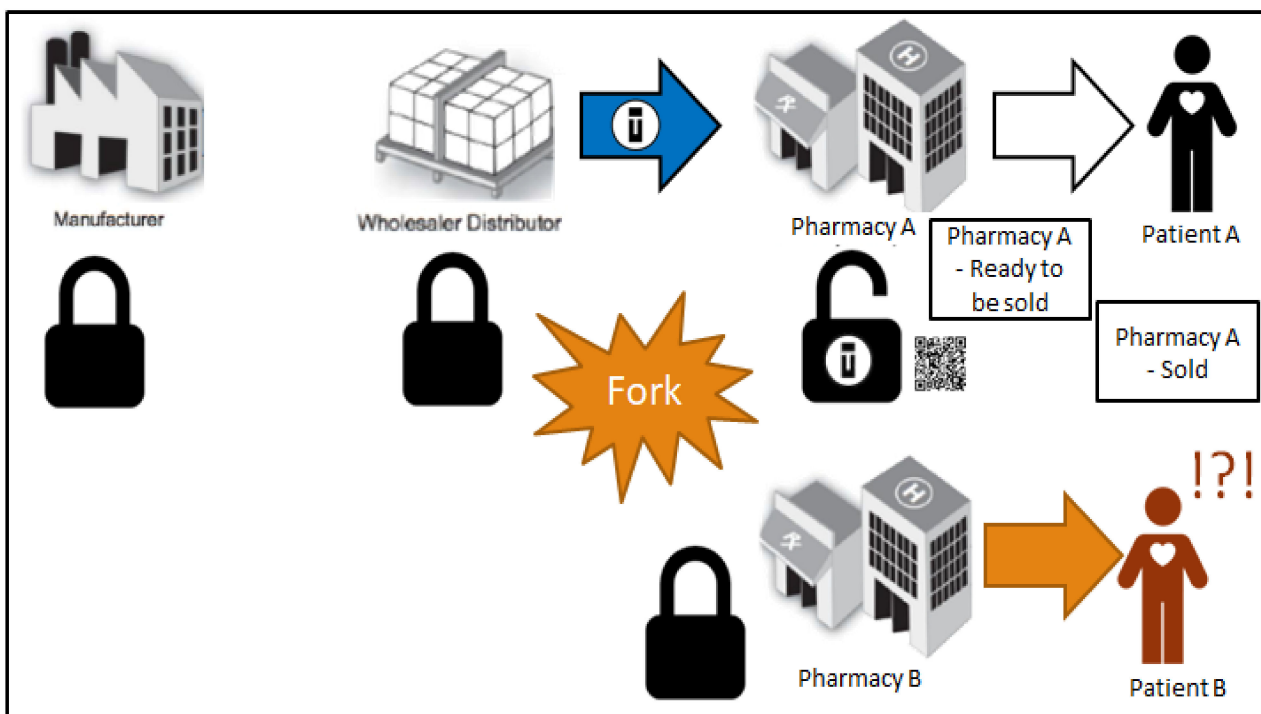 Manufacturer
Wholesaler Distributor
Pharmacy A
Patient A
Pharmacy A
- Ready to
be sold
Pharmacy A
- Sold
Fork
!?!
Pharmacy B
Patient B